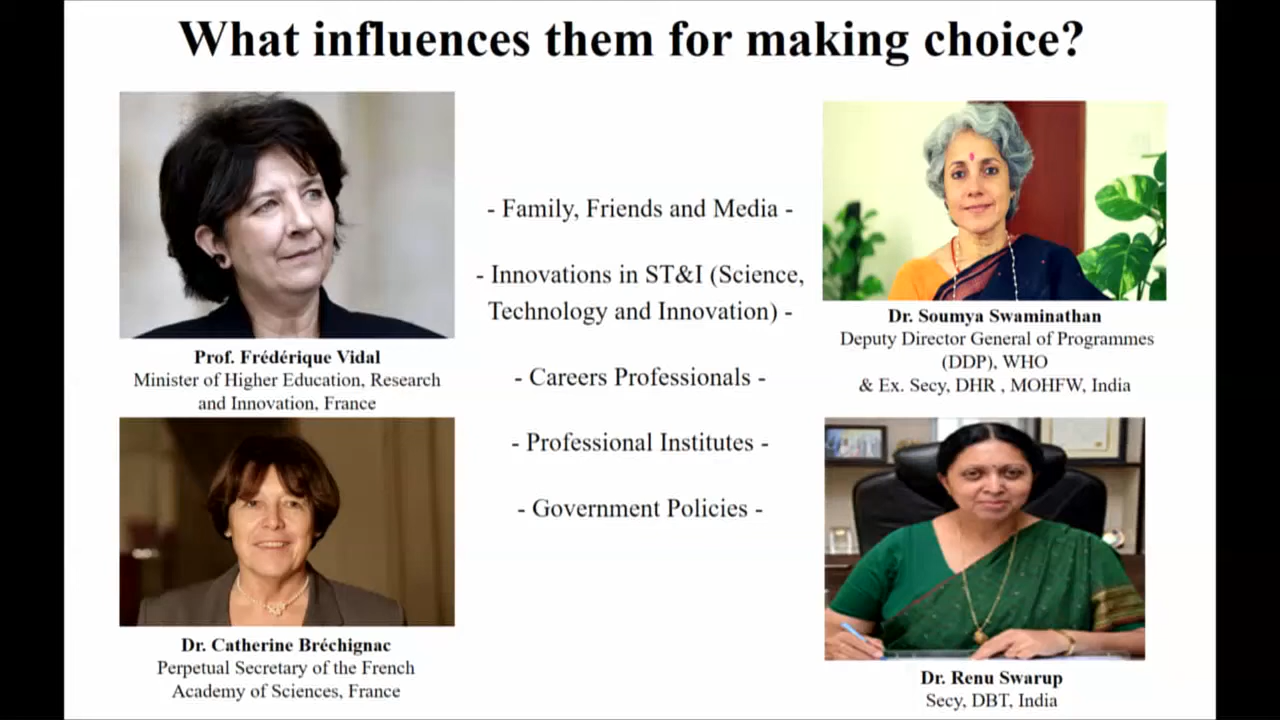 What influences them for making choice?
Prof. Frédérique Vidal
Minister of Higher Education, Research
and Innovation, France
Dr. Catherine Bréchignac
Perpetual Secretary of the French
Academy of Sciences, France
- Family, Friends and Media -
- Innovations in ST&I (Science,
Technology and Innovation) -
- Careers Professionals -
- Professional Institutes -
- Government Policies -
Dr. Soumya Swaminathan
Deputy Director General of Programmes
(DDP), WHO
& Ex. Secy, DHR , MOHFW, India
Dr. Renu Swarup
Secy, DBT, India